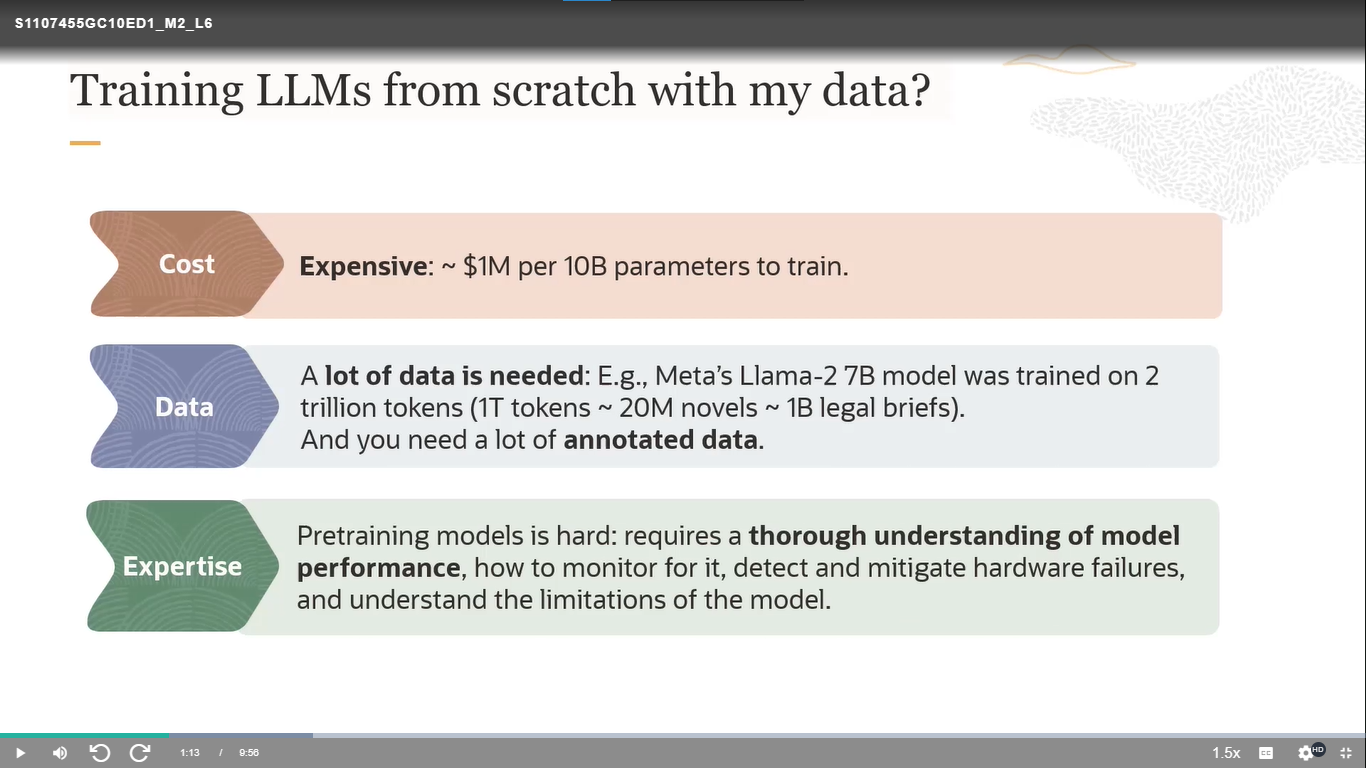 S1107455GC10ED1_M2_L6
Training LLMs from scratch with my data?
Cost
Expensive: ~ $1M per 10B parameters to train.
Data
A lot of data is needed: E.g., Meta’s Llama-2 7B model was trained on 2
trillion tokens (1T tokens ~ 20M novels ~ 1B legal briefs).
And you need a lot of annotated data.
Expertise
Pretraining models is hard: requires a thorough understanding of model
performance, how to monitor for it, detect and mitigate hardware failures,
and understand the limitations of the model.
1:13 / 9:56
1.5x
CC
HD